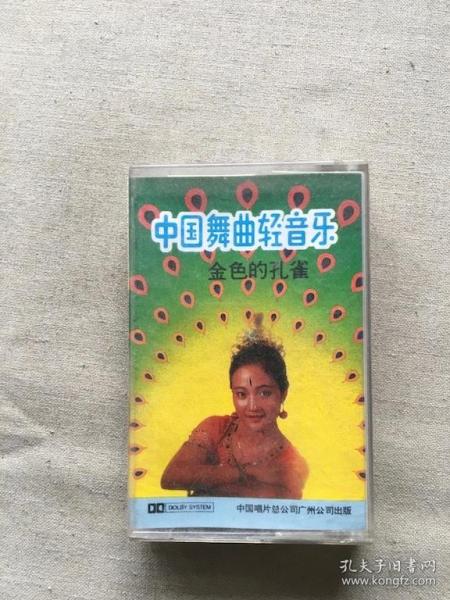 中国舞曲轻音乐
金色的孔雀
DOLBY SYSTEM
中国唱片总公司广州公司出版
孔夫子旧书网
www.kongfz.com